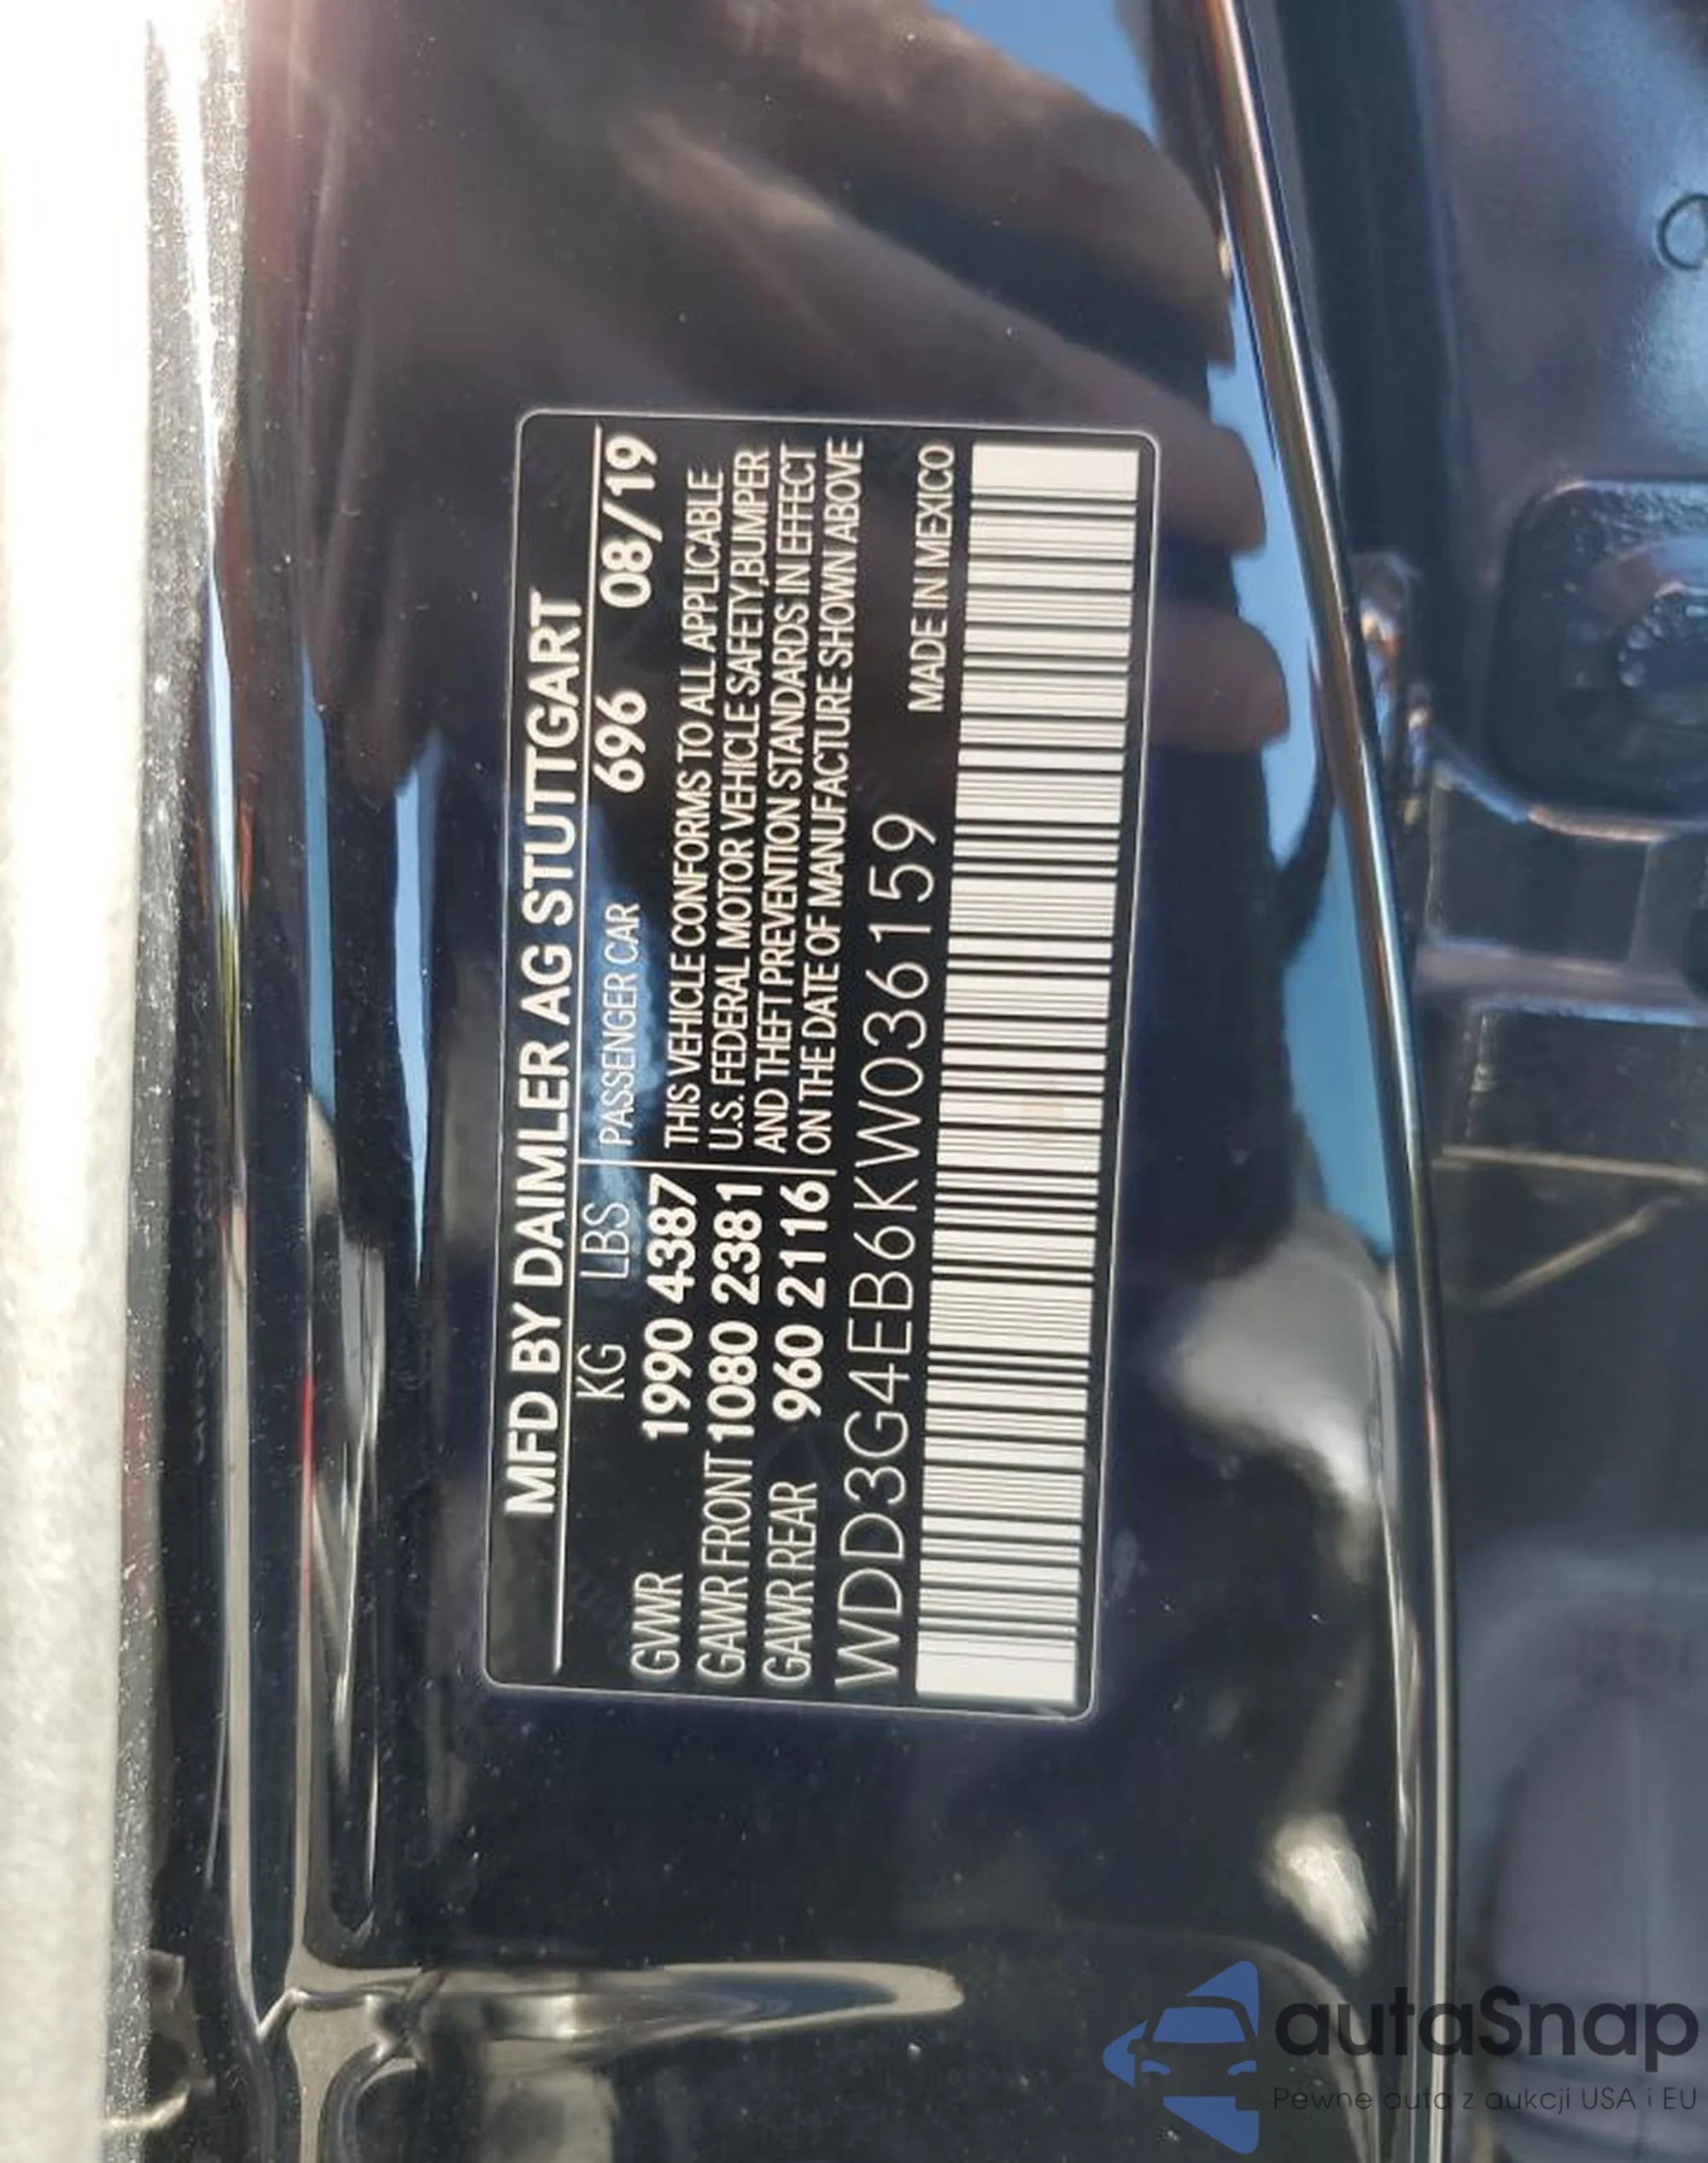 MFD BY DAIMLER AG STUTTGART
KG LBS PASSENGER CAR 696 08/19
GVWR 1990 4387 THIS VEHICLE CONFORMS TO ALL APPLICABLE
GAWR FRONT 1080 2381 U.S. FEDERAL MOTOR VEHICLE SAFETY,BUMPER
GAWR REAR 960 2116 AND THEFT PREVENTION STANDARDS IN EFFECT
ON THE DATE OF MANUFACTURE SHOWN ABOVE
WDD3G4EB6KW036159 MADE IN MEXICO
autaSnap
Pewne auta z aukcji USA i EU